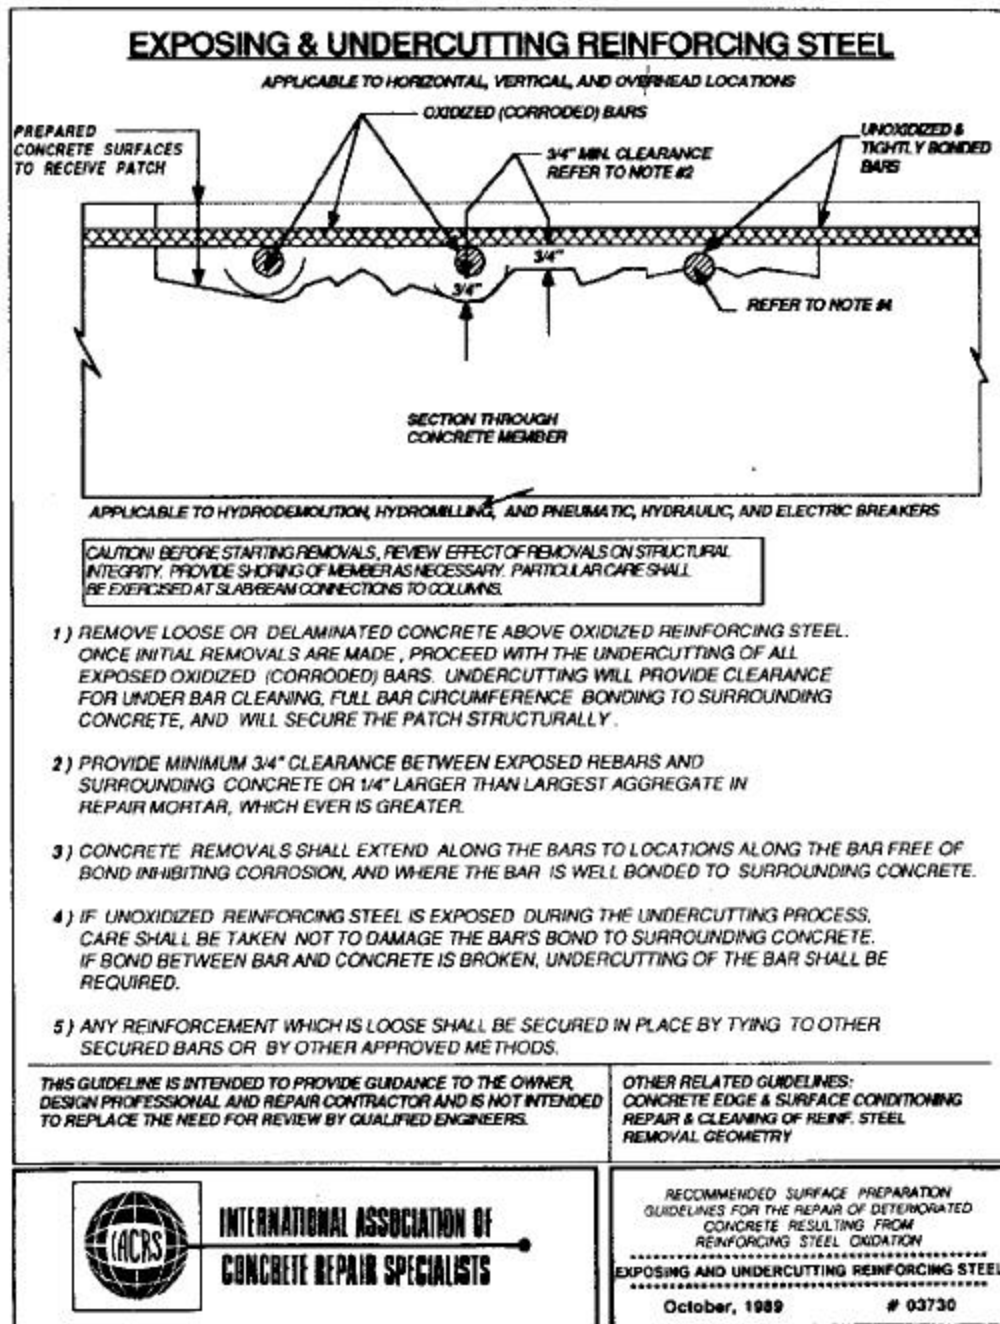 EXPOSING & UNDERCUTTING REINFORCING STEEL
APPLICABLE TO HORIZONTAL, VERTICAL, AND OVERHEAD LOCATIONS
OXIDIZED (CORRODED) BARS
PREPARED
CONCRETE SURFACES
TO RECEIVE PATCH
3/4" MIN. CLEARANCE
REFER TO NOTE #2
UNOXIDIZED &
TIGHTLY BONDED
BARS
3/4"
3/4"
REFER TO NOTE #4
SECTION THROUGH
CONCRETE MEMBER
APPLICABLE TO HYDRODEMOLITION, HYDROMILLING, AND PNEUMATIC, HYDRAULIC, AND ELECTRIC BREAKERS
CAUTION! BEFORE STARTING REMOVALS, REVIEW EFFECT OF REMOVALS ON STRUCTURAL
INTEGRITY. PROVIDE SHORING OF MEMBER AS NECESSARY. PARTICULAR CARE SHALL
BE EXERCISED AT SLAB/BEAM CONNECTIONS TO COLUMNS.
1) REMOVE LOOSE OR DELAMINATED CONCRETE ABOVE OXIDIZED REINFORCING STEEL.
ONCE INITIAL REMOVALS ARE MADE, PROCEED WITH THE UNDERCUTTING OF ALL
EXPOSED OXIDIZED (CORRODED) BARS. UNDERCUTTING WILL PROVIDE CLEARANCE
FOR UNDER BAR CLEANING, FULL BAR CIRCUMFERENCE BONDING TO SURROUNDING
CONCRETE, AND WILL SECURE THE PATCH STRUCTURALLY.
2) PROVIDE MINIMUM 3/4" CLEARANCE BETWEEN EXPOSED REBARS AND
SURROUNDING CONCRETE OR 1/4" LARGER THAN LARGEST AGGREGATE IN
REPAIR MORTAR, WHICH EVER IS GREATER.
3) CONCRETE REMOVALS SHALL EXTEND ALONG THE BARS TO LOCATIONS ALONG THE BAR FREE OF
BOND INHIBITING CORROSION, AND WHERE THE BAR IS WELL BONDED TO SURROUNDING CONCRETE.
4) IF UNOXIDIZED REINFORCING STEEL IS EXPOSED DURING THE UNDERCUTTING PROCESS,
CARE SHALL BE TAKEN NOT TO DAMAGE THE BAR'S BOND TO SURROUNDING CONCRETE.
IF BOND BETWEEN BAR AND CONCRETE IS BROKEN, UNDERCUTTING OF THE BAR SHALL BE
REQUIRED.
5) ANY REINFORCEMENT WHICH IS LOOSE SHALL BE SECURED IN PLACE BY TYING TO OTHER
SECURED BARS OR BY OTHER APPROVED METHODS.
THIS GUIDELINE IS INTENDED TO PROVIDE GUIDANCE TO THE OWNER,
DESIGN PROFESSIONAL AND REPAIR CONTRACTOR AND IS NOT INTENDED
TO REPLACE THE NEED FOR REVIEW BY QUALIFIED ENGINEERS.
OTHER RELATED GUIDELINES:
CONCRETE EDGE & SURFACE CONDITIONING
REPAIR & CLEANING OF REINF. STEEL
REMOVAL GEOMETRY
IACRS
INTERNATIONAL ASSOCIATION OF
CONCRETE REPAIR SPECIALISTS
RECOMMENDED SURFACE PREPARATION
GUIDELINES FOR THE REPAIR OF DETERIORATED
CONCRETE RESULTING FROM
REINFORCING STEEL OXIDATION
EXPOSING AND UNDERCUTTING REINFORCING STEEL
October, 1989 # 03730